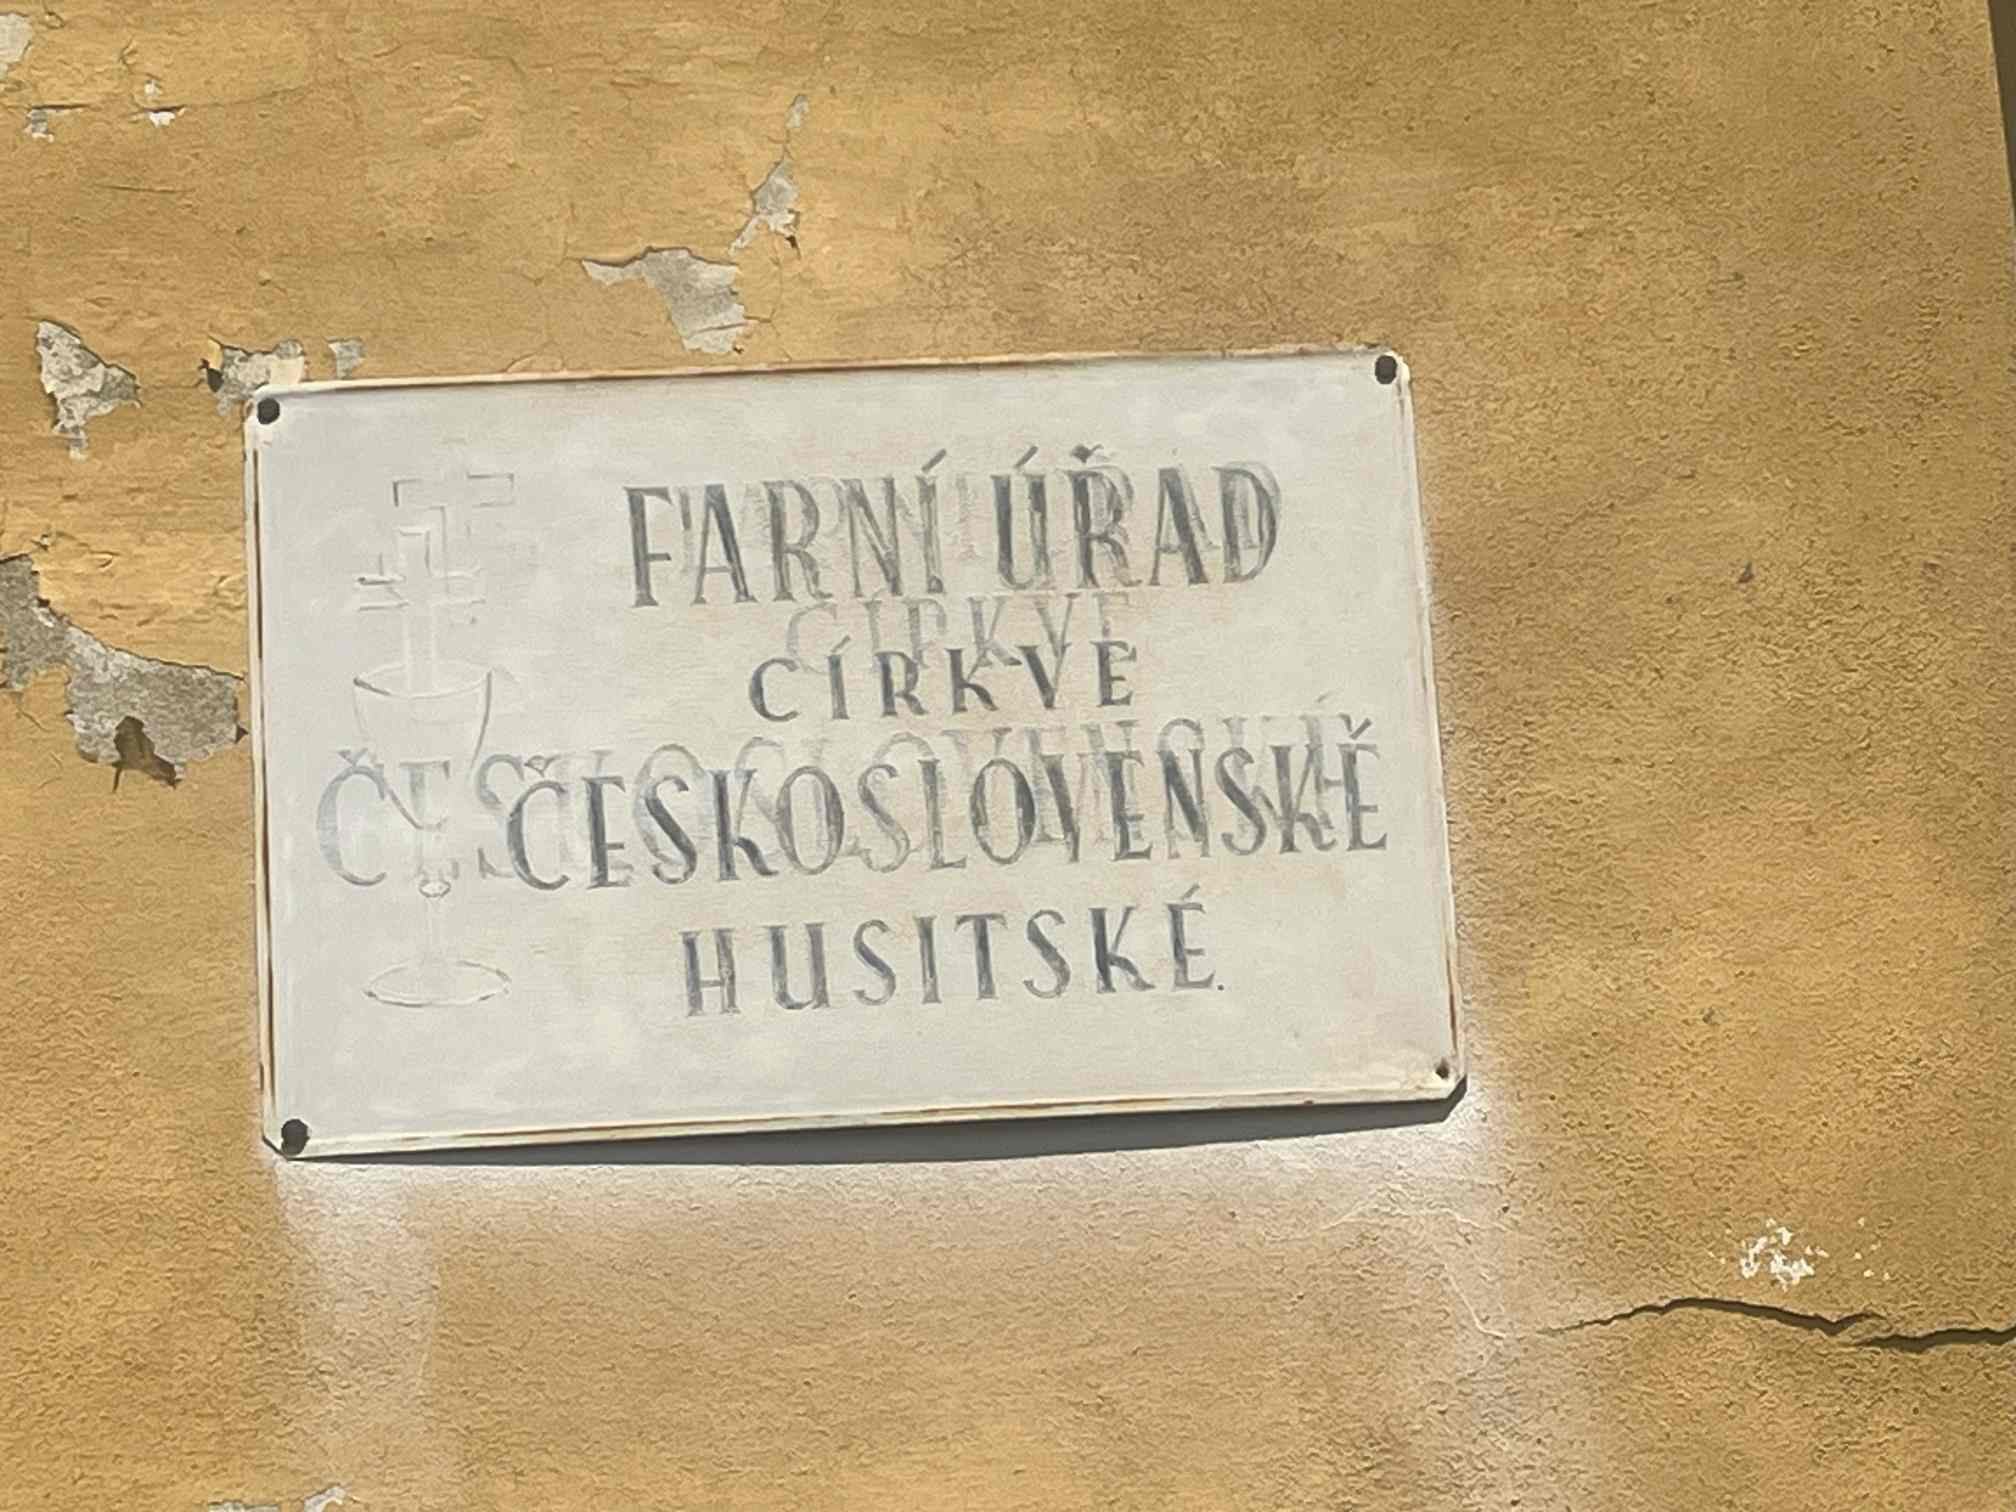 FARNÍ ÚŘAD
CÍRKVE
ČESKOSLOVENSKÉ
HUSITSKÉ.